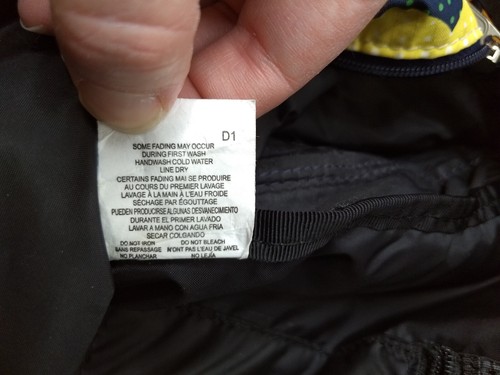 D1
SOME FADING MAY OCCUR
DURING FIRST WASH
HANDWASH COLD WATER
LINE DRY
CERTAINS FADING MAI SE PRODUIRE
AU COURS DU PREMIER LAVAGE
LAVAGE À LA MAIN À L'EAU FROIDE
SÉCHAGE PAR ÉGOUTTAGE
PUEDEN PRODUCIRSE ALGUNAS DESVANECIMIENTO
DURANTE EL PRIMER LAVADO
LAVAR A MANO CON AGUA FRIA
SECAR COLGANDO
DO NOT IRON DO NOT BLEACH
SANS REPASSAGE N'ONT PAS L'EAU DE JAVEL
NO PLANCHAR NO LEJÍA